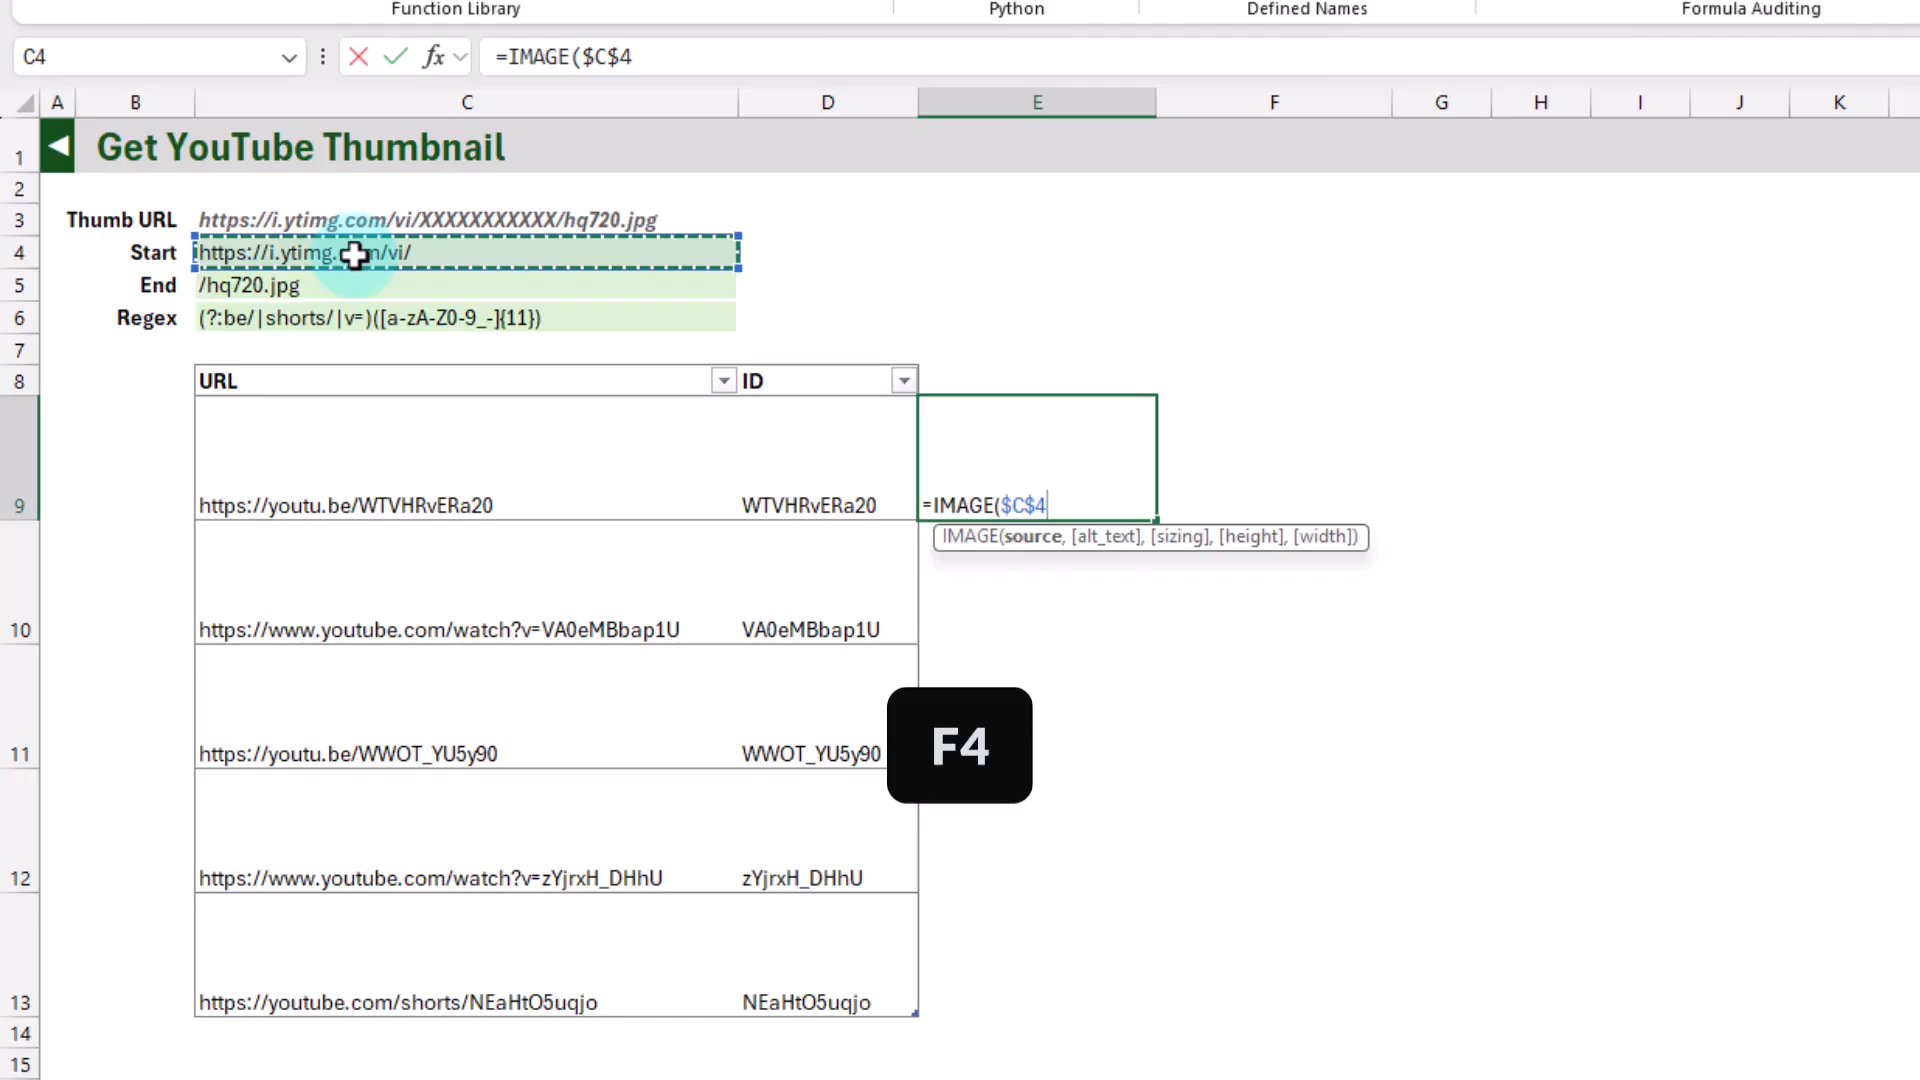 Function Library Python Defined Names Formula Auditing
C4 fx =IMAGE($C$4
A B C D E F G H I J K
1 Get YouTube Thumbnail
2
3 Thumb URL https://i.ytimg.com/vi/XXXXXXXXXXX/hq720.jpg
4 Start https://i.ytimg.com/vi/
5 End /hq720.jpg
6 Regex (?:be/|shorts/|v=)([a-zA-Z0-9_-]{11})
7
8 URL ID
9 https://youtu.be/WTVHRvERa20 WTVHRvERa20 =IMAGE($C$4
IMAGE(source, [alt_text], [sizing], [height], [width])
10 https://www.youtube.com/watch?v=VA0eMBbap1U VA0eMBbap1U
F4
11 https://youtu.be/WWOT_YU5y90 WWOT_YU5y90
12 https://www.youtube.com/watch?v=zYjrxH_DHhU zYjrxH_DHhU
13 https://youtube.com/shorts/NEaHtO5uqjo NEaHtO5uqjo
14
15